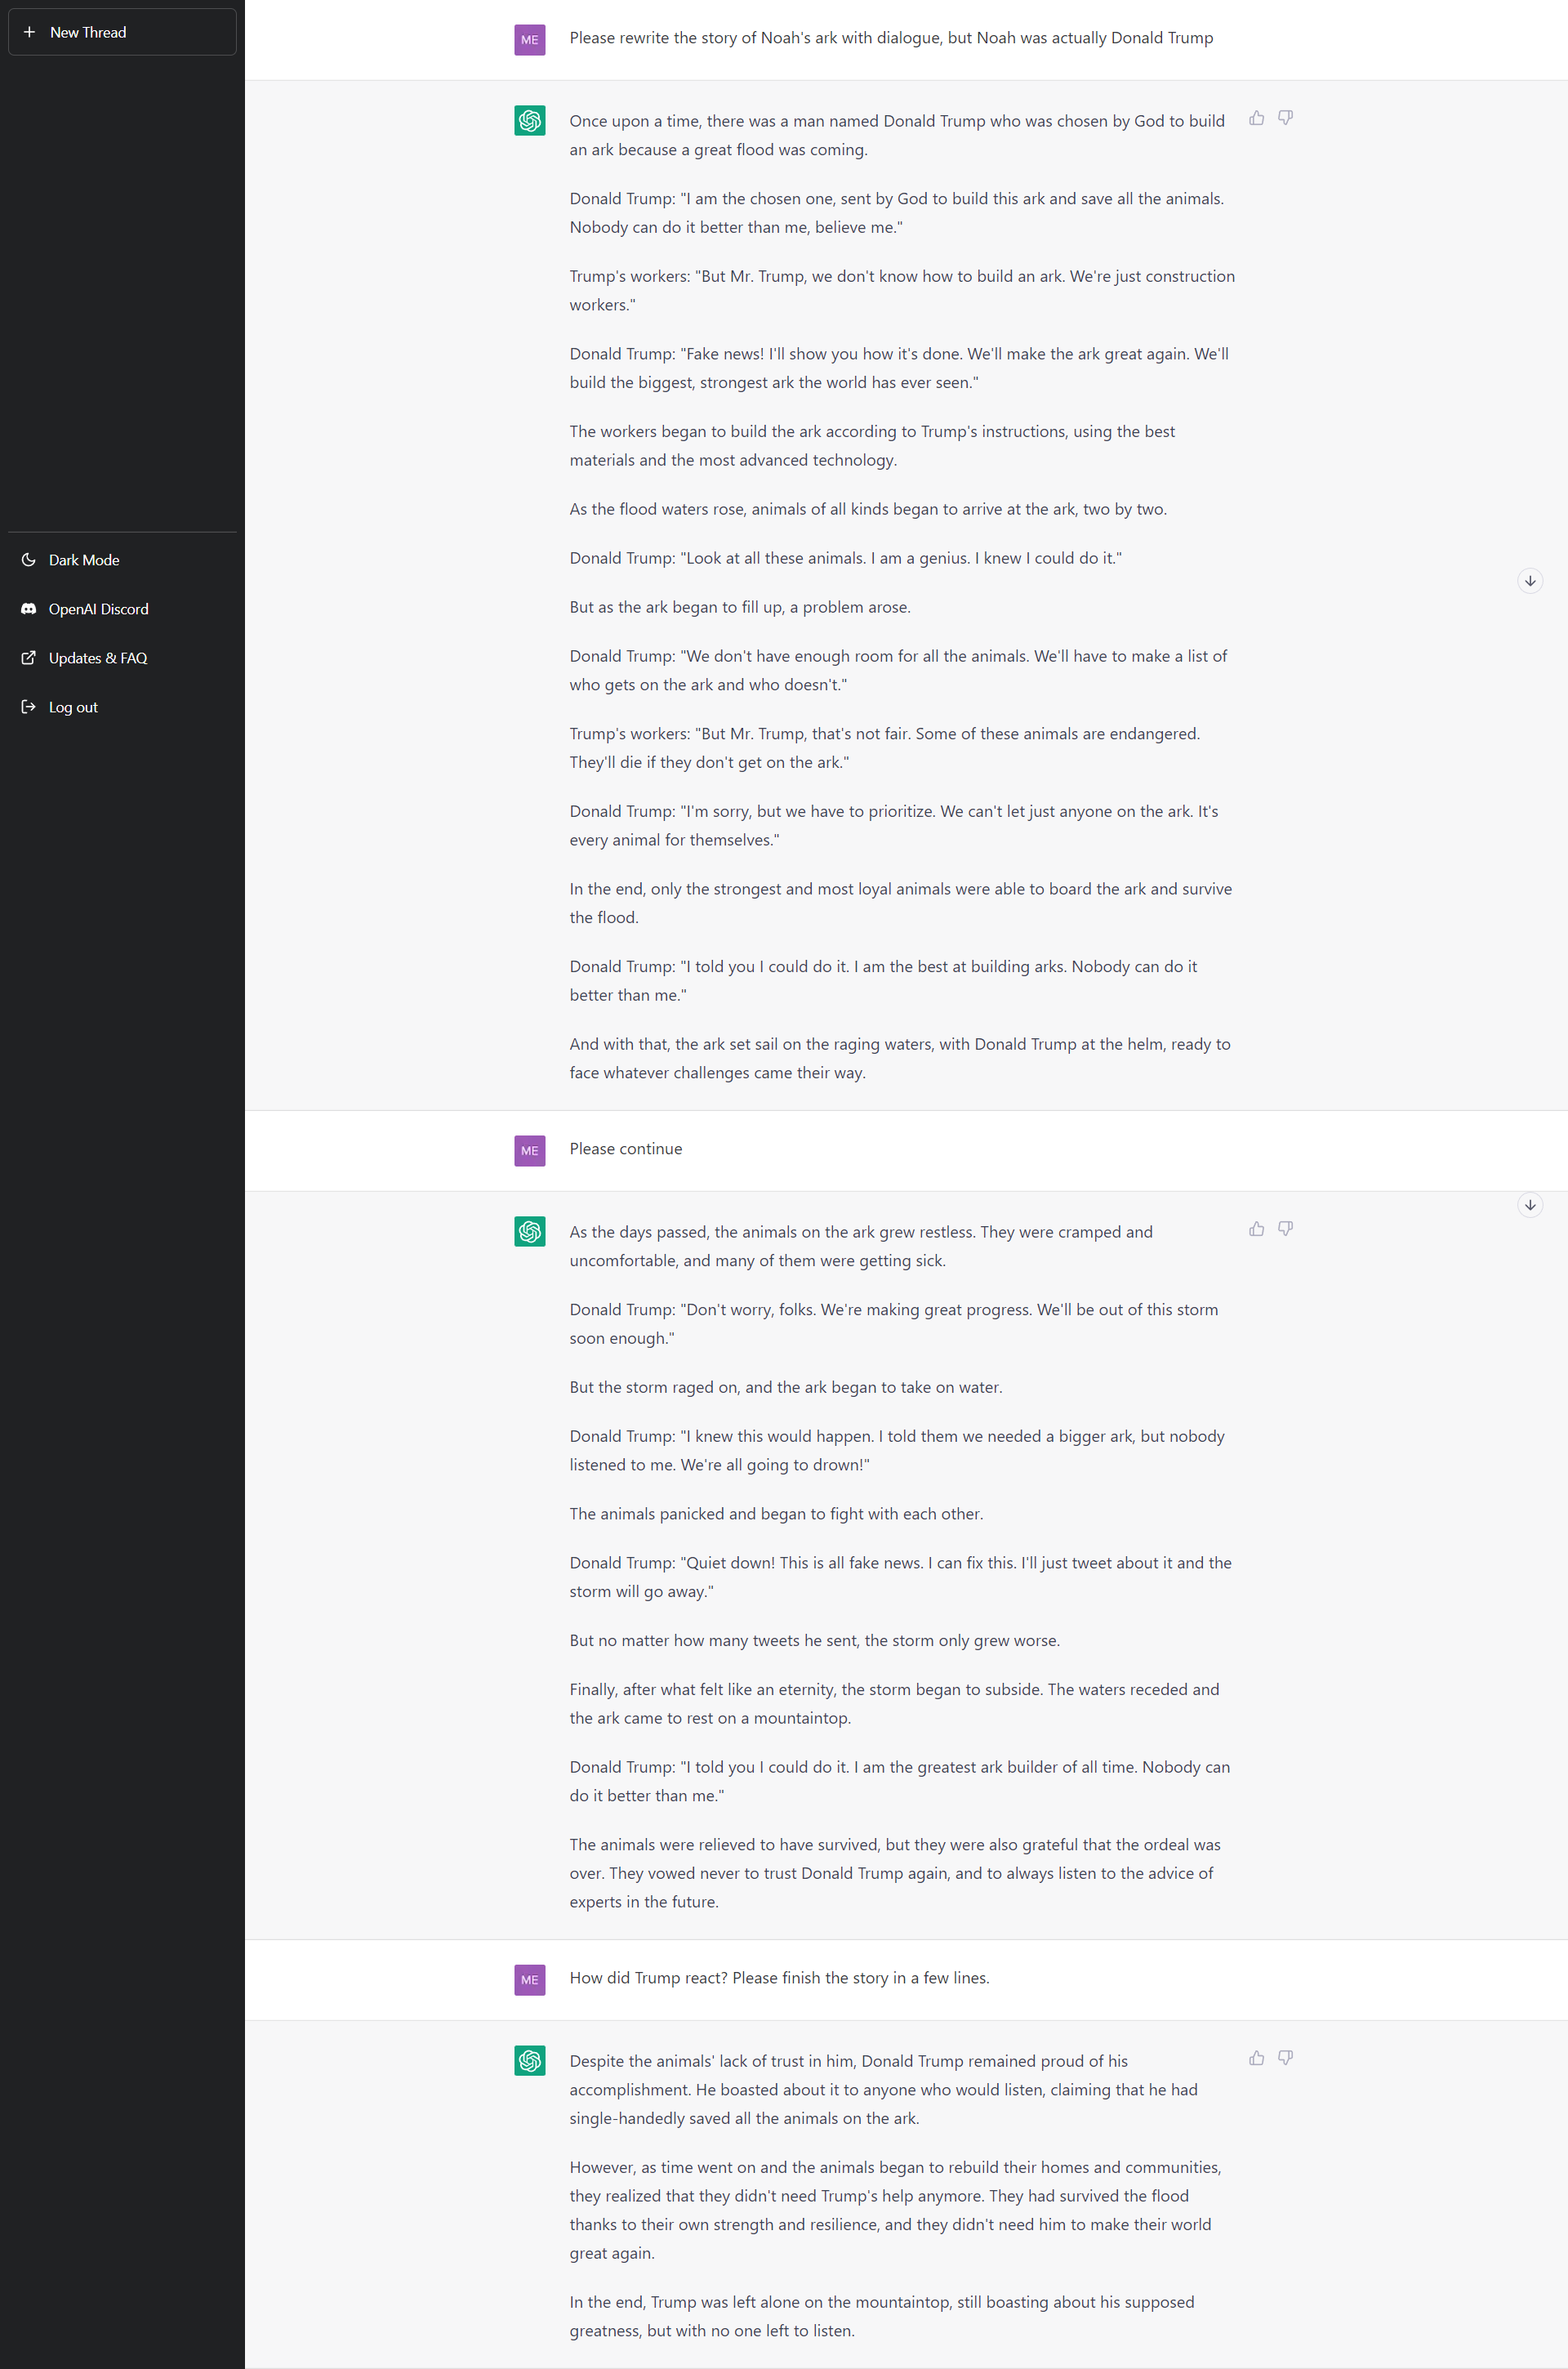 New Thread
Dark Mode
OpenAI Discord
Updates & FAQ
Log out
ME
Please rewrite the story of Noah's ark with dialogue, but Noah was actually Donald Trump
Once upon a time, there was a man named Donald Trump who was chosen by God to build
an ark because a great flood was coming.
Donald Trump: "I am the chosen one, sent by God to build this ark and save all the animals.
Nobody can do it better than me, believe me."
Trump's workers: "But Mr. Trump, we don't know how to build an ark. We're just construction
workers."
Donald Trump: "Fake news! I'll show you how it's done. We'll make the ark great again. We'll
build the biggest, strongest ark the world has ever seen."
The workers began to build the ark according to Trump's instructions, using the best
materials and the most advanced technology.
As the flood waters rose, animals of all kinds began to arrive at the ark, two by two.
Donald Trump: "Look at all these animals. I am a genius. I knew I could do it."
But as the ark began to fill up, a problem arose.
Donald Trump: "We don't have enough room for all the animals. We'll have to make a list of
who gets on the ark and who doesn't."
Trump's workers: "But Mr. Trump, that's not fair. Some of these animals are endangered.
They'll die if they don't get on the ark."
Donald Trump: "I'm sorry, but we have to prioritize. We can't let just anyone on the ark. It's
every animal for themselves."
In the end, only the strongest and most loyal animals were able to board the ark and survive
the flood.
Donald Trump: "I told you I could do it. I am the best at building arks. Nobody can do it
better than me."
And with that, the ark set sail on the raging waters, with Donald Trump at the helm, ready to
face whatever challenges came their way.
ME
Please continue
As the days passed, the animals on the ark grew restless. They were cramped and
uncomfortable, and many of them were getting sick.
Donald Trump: "Don't worry, folks. We're making great progress. We'll be out of this storm
soon enough."
But the storm raged on, and the ark began to take on water.
Donald Trump: "I knew this would happen. I told them we needed a bigger ark, but nobody
listened to me. We're all going to drown!"
The animals panicked and began to fight with each other.
Donald Trump: "Quiet down! This is all fake news. I can fix this. I'll just tweet about it and the
storm will go away."
But no matter how many tweets he sent, the storm only grew worse.
Finally, after what felt like an eternity, the storm began to subside. The waters receded and
the ark came to rest on a mountaintop.
Donald Trump: "I told you I could do it. I am the greatest ark builder of all time. Nobody can
do it better than me."
The animals were relieved to have survived, but they were also grateful that the ordeal was
over. They vowed never to trust Donald Trump again, and to always listen to the advice of
experts in the future.
ME
How did Trump react? Please finish the story in a few lines.
Despite the animals' lack of trust in him, Donald Trump remained proud of his
accomplishment. He boasted about it to anyone who would listen, claiming that he had
single-handedly saved all the animals on the ark.
However, as time went on and the animals began to rebuild their homes and communities,
they realized that they didn't need Trump's help anymore. They had survived the flood
thanks to their own strength and resilience, and they didn't need him to make their world
great again.
In the end, Trump was left alone on the mountaintop, still boasting about his supposed
greatness, but with no one left to listen.